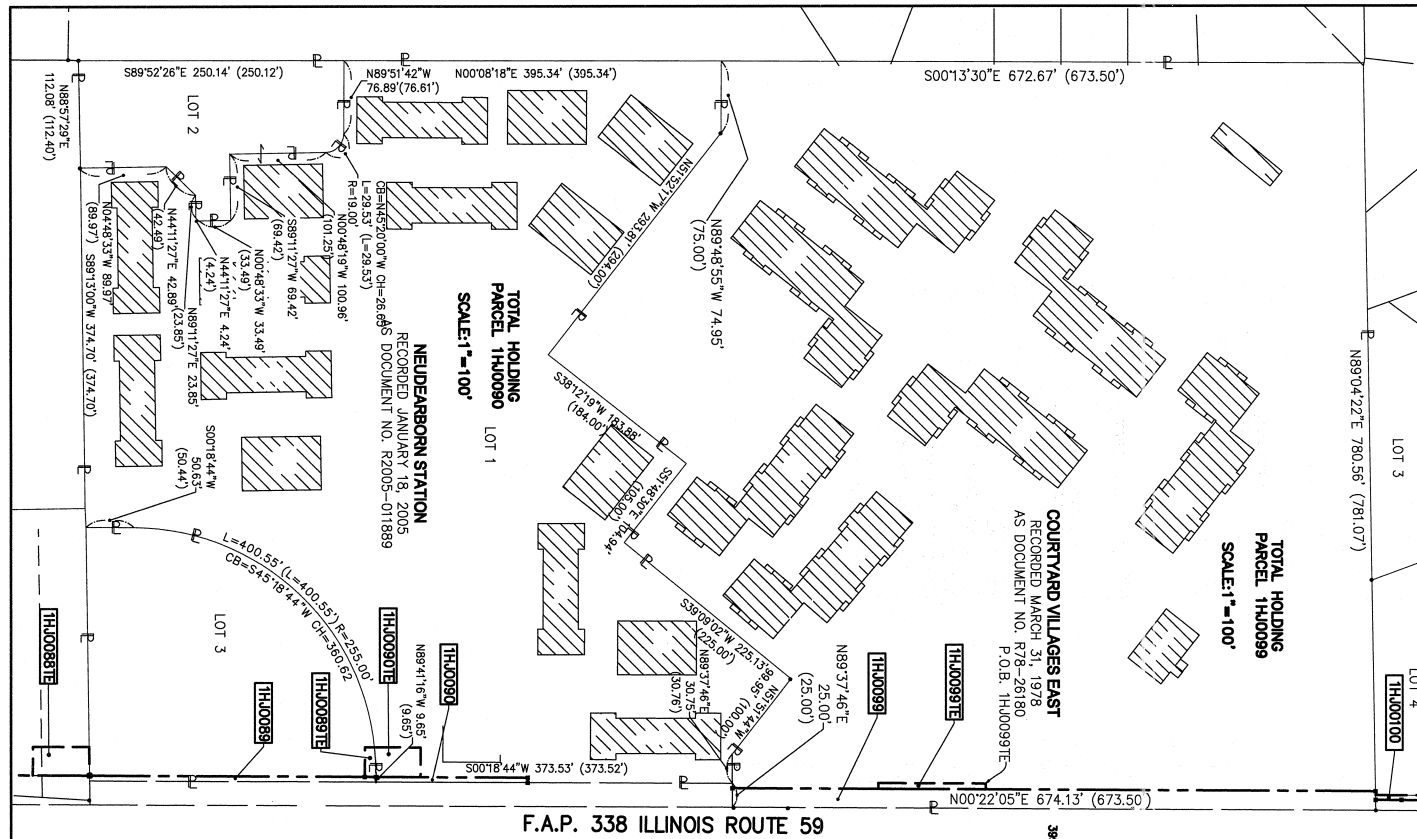 S89°52'26"E 250.14' (250.12')
N89°51'42"W
76.89'(76.61')
N00°08'18"E 395.34' (395.34')
S00°13'30"E 672.67' (673.50')
N88°57'29"E
112.08' (112.40')
LOT 2
N04°48'33"W 89.97'
(89.97')
N44°11'27"E 42.89'
(42.49')
N89°11'27"E 23.85'
(23.85')
N44°11'27"E 4.24'
(4.24')
N00°48'33"W 33.49'
(33.49')
S89°11'27"W 69.42'
(69.42')
N00°48'19"W 100.96'
(101.25')
CB=N45°20'00"W CH=26.65'
L=29.53' (L=29.53')
R=19.00'
N51°52'17"W 293.81' (294.00')
N89°48'55"W 74.95'
(75.00')
N89°04'22"E 780.56' (781.07')
LOT 3
LOT 4
TOTAL HOLDING
PARCEL 1HJ0090
SCALE:1"=100'
NEUDEARBORN STATION
RECORDED JANUARY 18, 2005
AS DOCUMENT NO. R2005-011889
LOT 1
S89°13'00"W 374.70' (374.70')
S38°12'19"W 183.88'
(184.00')
S51°48'30"E 104.94'
(105.00')
S39°09'02"W 225.13'
(225.00')
N51°51'44"W
99.95' (100.00')
N89°37'46"E
30.75'
(30.76')
N89°37'46"E
25.00'
(25.00')
TOTAL HOLDING
PARCEL 1HJ0099
SCALE:1"=100'
COURTYARD VILLAGES EAST
RECORDED MARCH 31, 1978
AS DOCUMENT NO. R78-26180
P.O.B. 1HJ0099TE
S00°18'44"W
50.63'
(50.44')
L=400.55' (L=400.55') R=255.00'
CB=S45°18'44"W CH=360.62
LOT 3
N89°41'16"W 9.65'
(9.65')
1HJ0088TE
1HJ0089
1HJ0089TE
1HJ0090TE
1HJ0090
1HJ0099
1HJ0099TE
1HJ00100
S00°18'44"W 373.53' (373.52')
N00°22'05"E 674.13' (673.50')
F.A.P. 338 ILLINOIS ROUTE 59
39